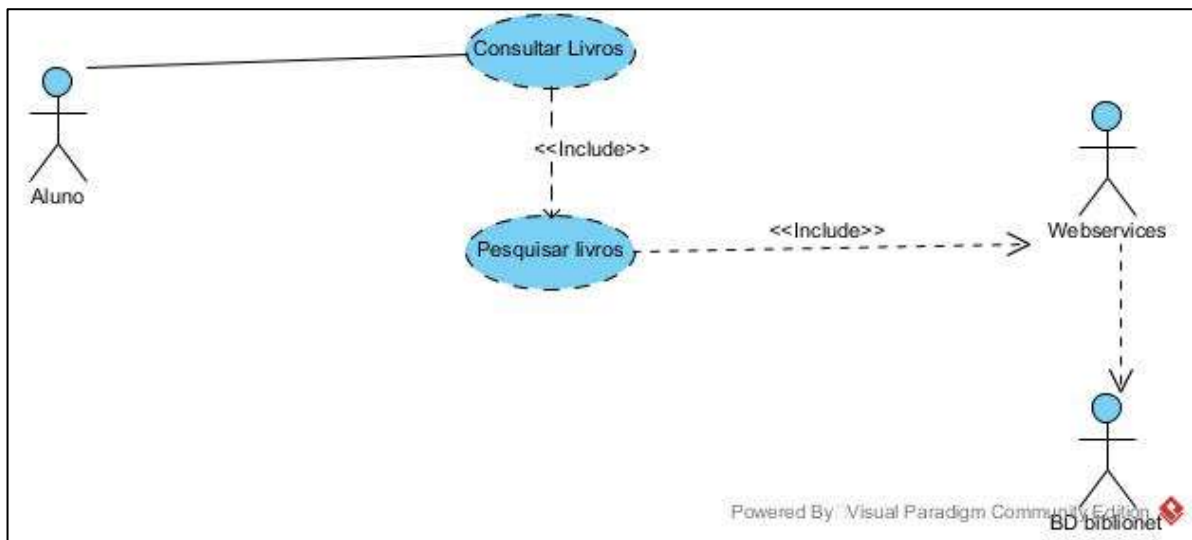 Consultar Livros
<<Include>>
Aluno
Pesquisar livros
<<Include>>
Webservices
Powered By Visual Paradigm Community Edition
BD biblionet